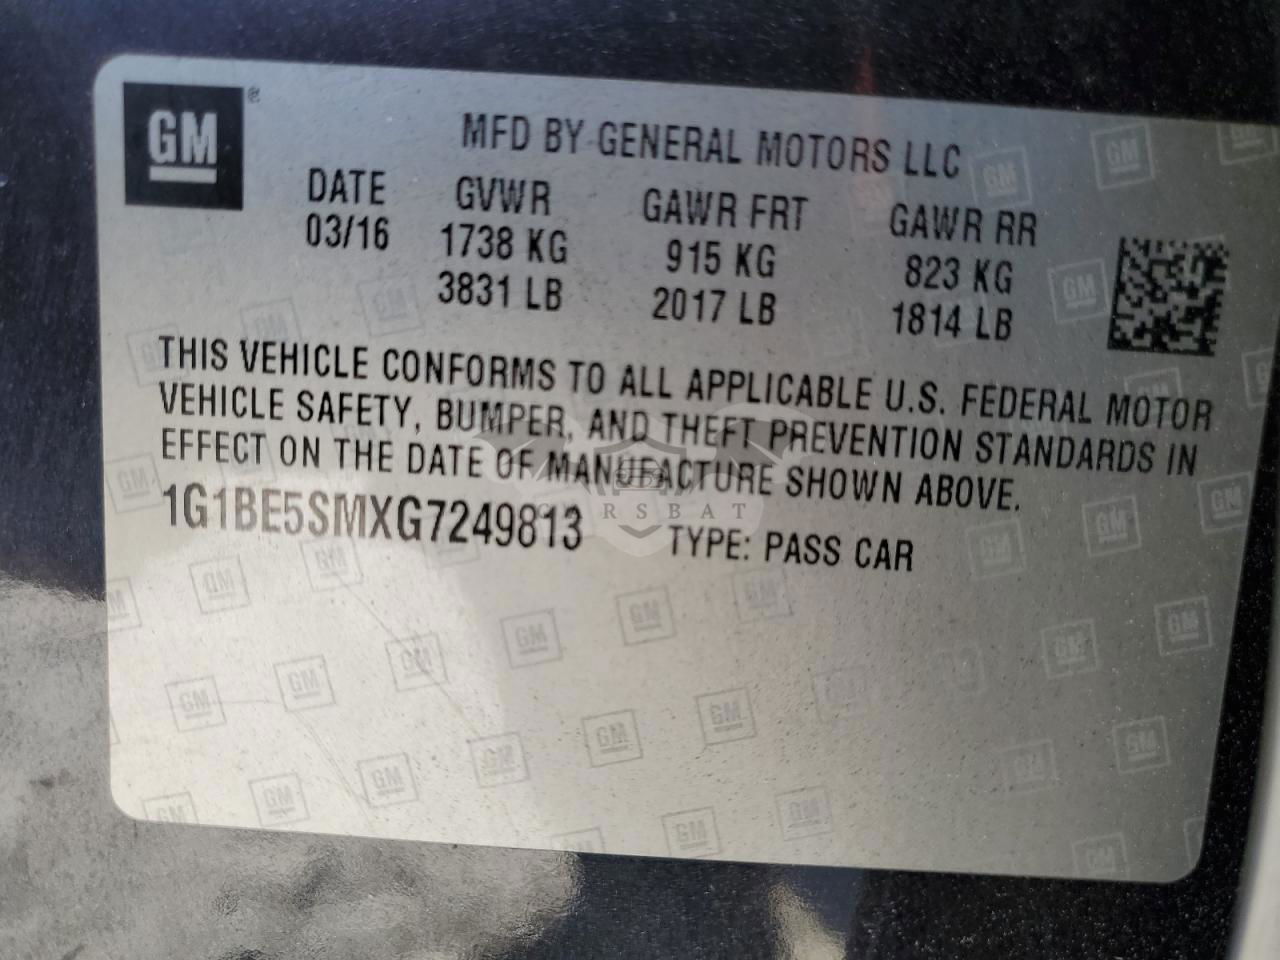 GM ®
MFD BY GENERAL MOTORS LLC
DATE GVWR GAWR FRT GAWR RR
03/16 1738 KG 915 KG 823 KG
3831 LB 2017 LB 1814 LB
THIS VEHICLE CONFORMS TO ALL APPLICABLE U.S. FEDERAL MOTOR
VEHICLE SAFETY, BUMPER, AND THEFT PREVENTION STANDARDS IN
EFFECT ON THE DATE OF MANUFACTURE SHOWN ABOVE.
1G1BE5SMXG7249813 TYPE: PASS CAR